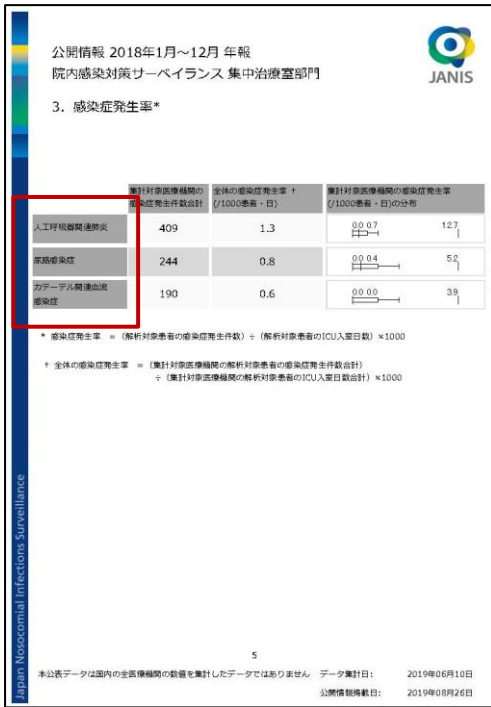 公開情報 2018年1月~12月 年報
院内感染対策サーベイランス 集中治療室部門
JANIS
3. 感染症発生率*
集計対象医療機関の
感染症発生件数合計
全体の感染症発生率 †
(/1000患者・日)
集計対象医療機関の感染症発生率
(/1000患者・日)の分布
人工呼吸器関連肺炎 409 1.3 0.0 0.7 12.7
尿路感染症 244 0.8 0.0 0.4 5.2
カテーテル関連血流
感染症
190 0.6 0.0 0.0 3.9
* 感染症発生率 = (解析対象患者の感染症発生件数) ÷ (解析対象患者のICU入室日数) ×1000
† 全体の感染症発生率 = (集計対象医療機関の解析対象患者の感染症発生件数合計)
÷ (集計対象医療機関の解析対象患者のICU入室日数合計) ×1000
Japan Nosocomial Infections Surveillance
5
本公表データは国内の全医療機関の数値を集計したデータではありません データ集計日: 2019年06月10日
公開情報掲載日: 2019年08月26日